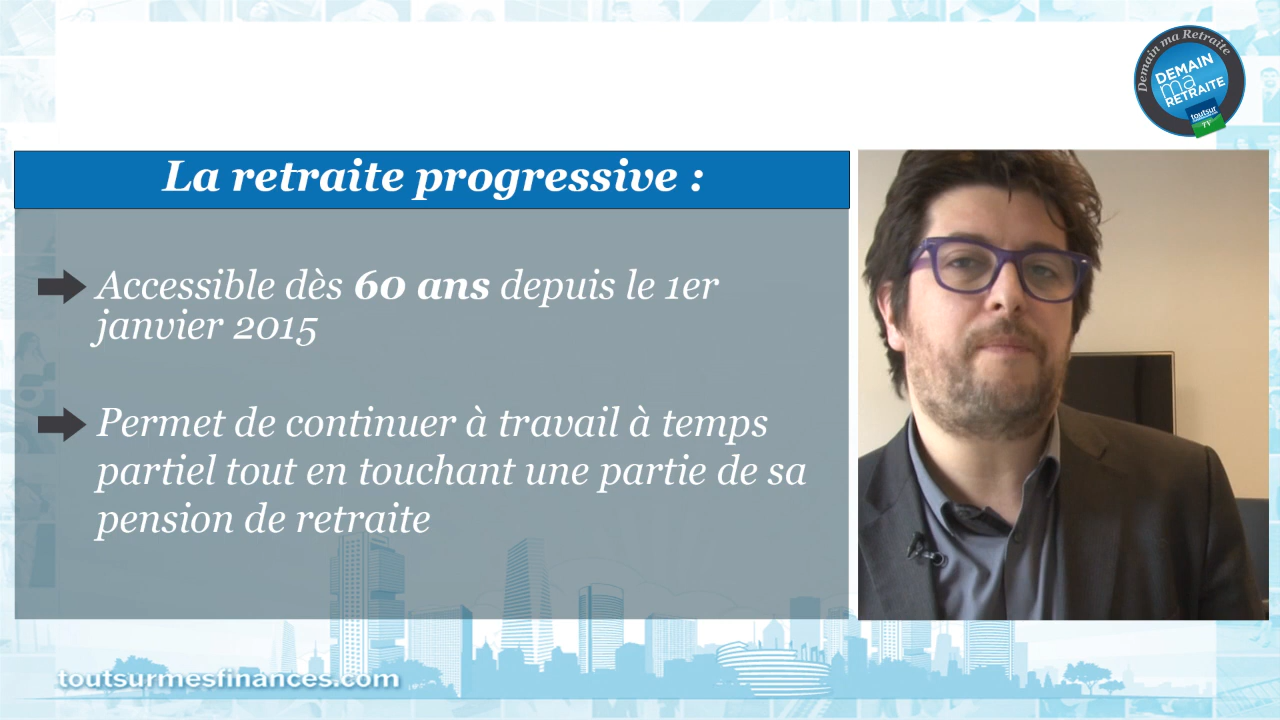 Demain ma Retraite
DEMAIN
ma
RETRAITE
toutsur
TV
La retraite progressive :
Accessible dès 60 ans depuis le 1er
janvier 2015
Permet de continuer à travail à temps
partiel tout en touchant une partie de sa
pension de retraite
toutsurmesfinances.com